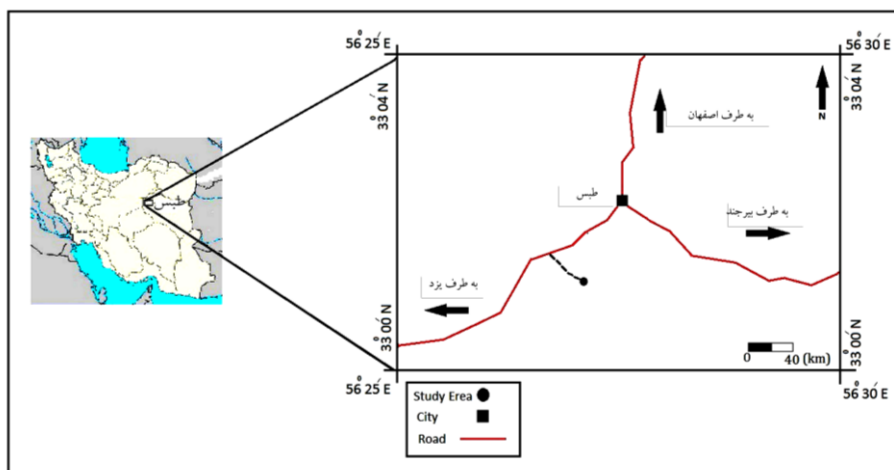 56° 25′ E
56° 30′ E
33° 04′ N
33° 04′ N
N
به طرف اصفهان
طبس
طبس
به طرف بیرجند
به طرف یزد
33° 00′ N
33° 00′ N
0 40 (km)
56° 25′ E
56° 30′ E
Study Erea
City
Road